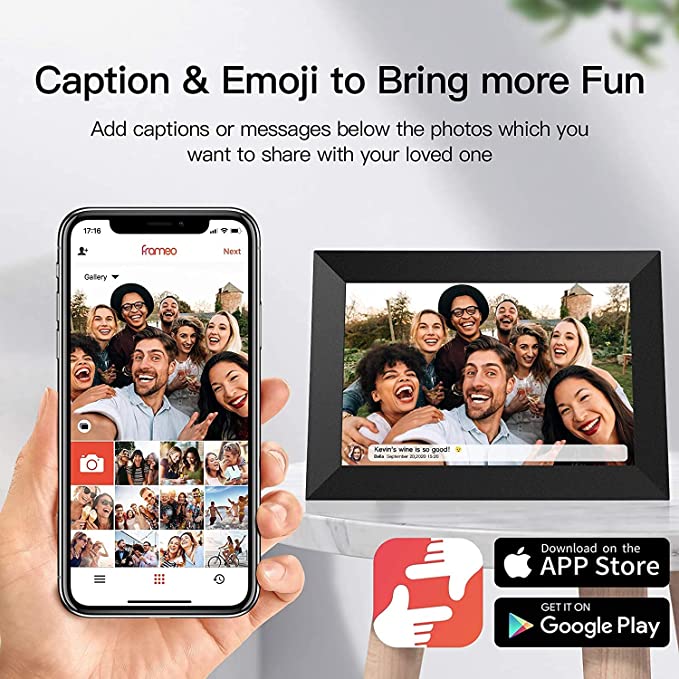 Caption & Emoji to Bring more Fun
Add captions or messages below the photos which you
want to share with your loved one
17:16
frameo
Next
Gallery
Kevin's wine is so good! 😉
Bella September 20,2020 15:26
Download on the
APP Store
GET IT ON
Google Play